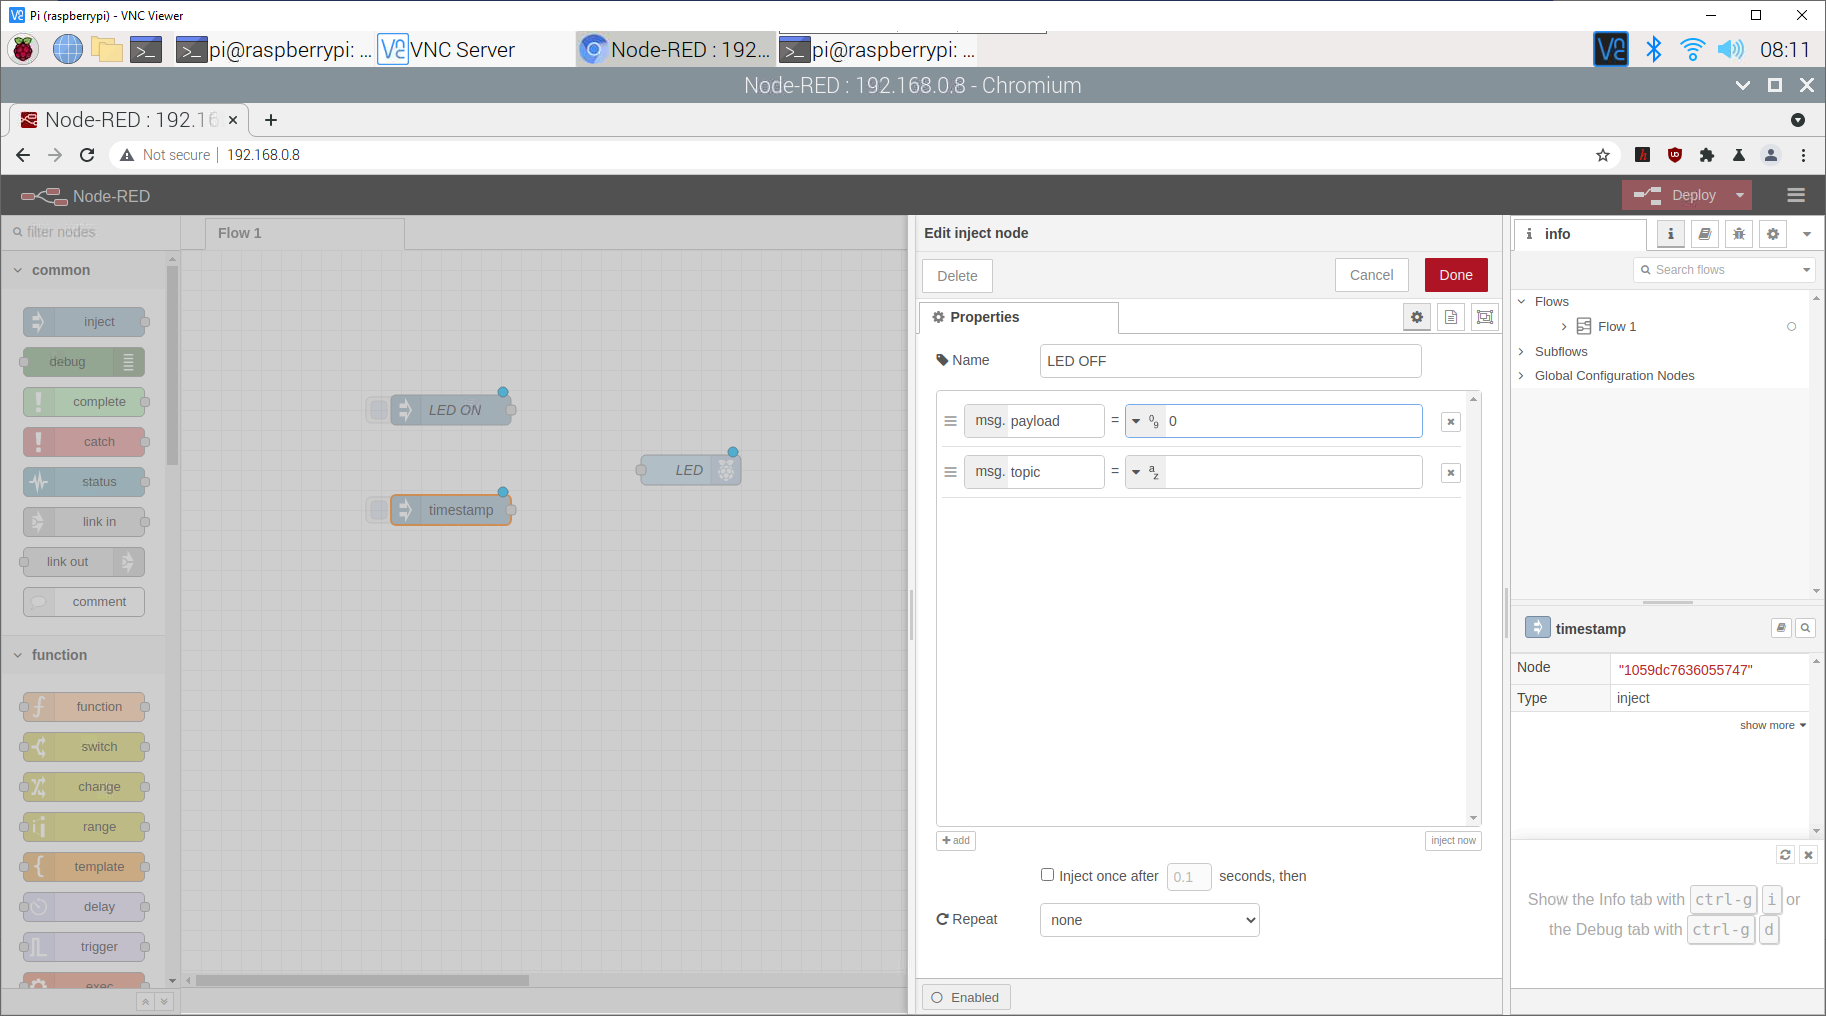 Pi (raspberrypi) - VNC Viewer
pi@raspberrypi: ...
VNC Server
Node-RED : 192...
pi@raspberrypi: ...
08:11
Node-RED : 192.168.0.8 - Chromium
Node-RED : 192.16
Not secure
192.168.0.8
Node-RED
Deploy
filter nodes
common
inject
debug
complete
catch
status
link in
link out
comment
function
function
switch
change
range
template
delay
trigger
exec
Flow 1
LED ON
LED
timestamp
Edit inject node
Delete
Cancel
Done
Properties
Name
LED OFF
msg. payload
=
0
msg. topic
=
add
inject now
Inject once after 0.1 seconds, then
Repeat
none
Enabled
info
Search flows
Flows
Flow 1
Subflows
Global Configuration Nodes
timestamp
Node
"1059dc7636055747"
Type
inject
show more
Show the Info tab with ctrl-g i or
the Debug tab with ctrl-g d